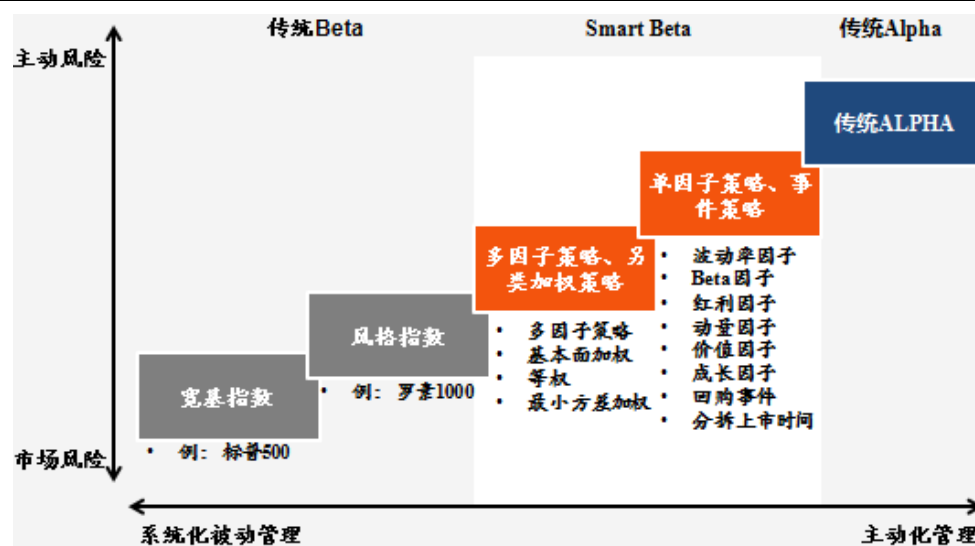 传统Beta
Smart Beta
传统Alpha
主动风险
传统ALPHA
单因子策略、事
件策略
多因子策略、另
类加权策略
• 波动率因子
• Beta因子
• 红利因子
• 动量因子
• 价值因子
• 成长因子
• 回购事件
• 分拆上市时间
风格指数
• 多因子策略
• 基本面加权
• 等权
• 最小方差加权
宽基指数
• 例：罗素1000
• 例：标普500
市场风险
系统化被动管理
主动化管理